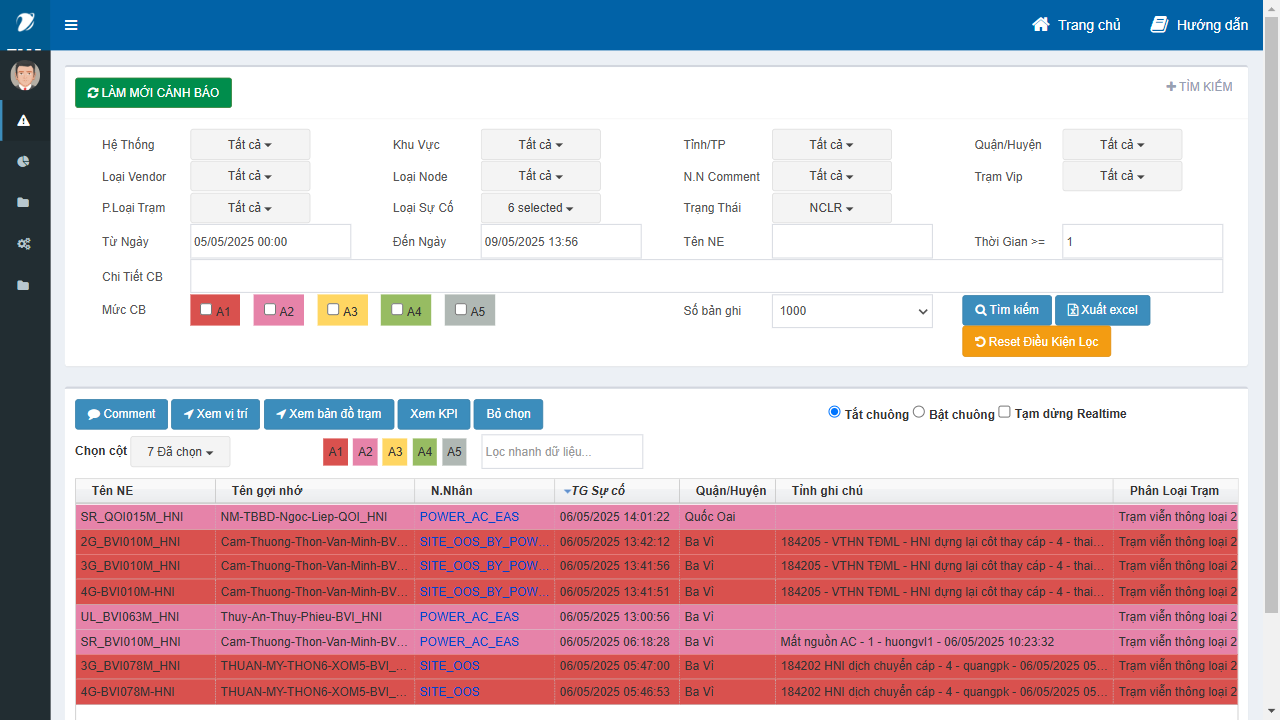 Trang chủ Hướng dẫn
LÀM MỚI CẢNH BÁO TÌM KIẾM
Hệ Thống Tất cả Khu Vực Tất cả Tỉnh/TP Tất cả Quận/Huyện Tất cả
Loại Vendor Tất cả Loại Node Tất cả N.N Comment Tất cả Trạm Vip Tất cả
P.Loại Trạm Tất cả Loại Sự Cố 6 selected Trạng Thái NCLR
Từ Ngày 05/05/2025 00:00 Đến Ngày 09/05/2025 13:56 Tên NE Thời Gian >= 1
Chi Tiết CB
Mức CB A1 A2 A3 A4 A5 Số bản ghi 1000 Tìm kiếm Xuất excel
Reset Điều Kiện Lọc
Comment Xem vị trí Xem bản đồ trạm Xem KPI Bỏ chọn Tắt chuông Bật chuông Tạm dừng Realtime
Chọn cột 7 Đã chọn A1 A2 A3 A4 A5 Lọc nhanh dữ liệu...
Tên NE Tên gợi nhớ N.Nhân TG Sự cố Quận/Huyện Tỉnh ghi chú Phân Loại Trạm
SR_QOI015M_HNI NM-TBBD-Ngoc-Liep-QOI_HNI POWER_AC_EAS 06/05/2025 14:01:22 Quốc Oai Trạm viễn thông loại 2
2G_BVI010M_HNI Cam-Thuong-Thon-Van-Minh-BV... SITE_OOS_BY_POW... 06/05/2025 13:42:12 Ba Vì 184205 - VTHN TĐML - HNI dựng lại côt thay cáp - 4 - thai... Trạm viễn thông loại 2
3G_BVI010M_HNI Cam-Thuong-Thon-Van-Minh-BV... SITE_OOS_BY_POW... 06/05/2025 13:41:56 Ba Vì 184205 - VTHN TĐML - HNI dựng lại côt thay cáp - 4 - thai... Trạm viễn thông loại 2
4G-BVI010M-HNI Cam-Thuong-Thon-Van-Minh-BV... SITE_OOS_BY_POW... 06/05/2025 13:41:51 Ba Vì 184205 - VTHN TĐML - HNI dựng lại côt thay cáp - 4 - thai... Trạm viễn thông loại 2
UL_BVI063M_HNI Thuy-An-Thuy-Phieu-BVI_HNI POWER_AC_EAS 06/05/2025 13:00:56 Ba Vì Trạm viễn thông loại 2
SR_BVI010M_HNI Cam-Thuong-Thon-Van-Minh-BV... POWER_AC_EAS 06/05/2025 06:18:28 Ba Vì Mất nguồn AC - 1 - huongvl1 - 06/05/2025 10:23:32 Trạm viễn thông loại 2
3G_BVI078M_HNI THUAN-MY-THON6-XOM5-BVI_... SITE_OOS 06/05/2025 05:47:00 Ba Vì 184202 HNI dịch chuyển cáp - 4 - quangpk - 06/05/2025 05... Trạm viễn thông loại 2
4G-BVI078M-HNI THUAN-MY-THON6-XOM5-BVI_... SITE_OOS 06/05/2025 05:46:53 Ba Vì 184202 HNI dịch chuyển cáp - 4 - quangpk - 06/05/2025 05... Trạm viễn thông loại 2